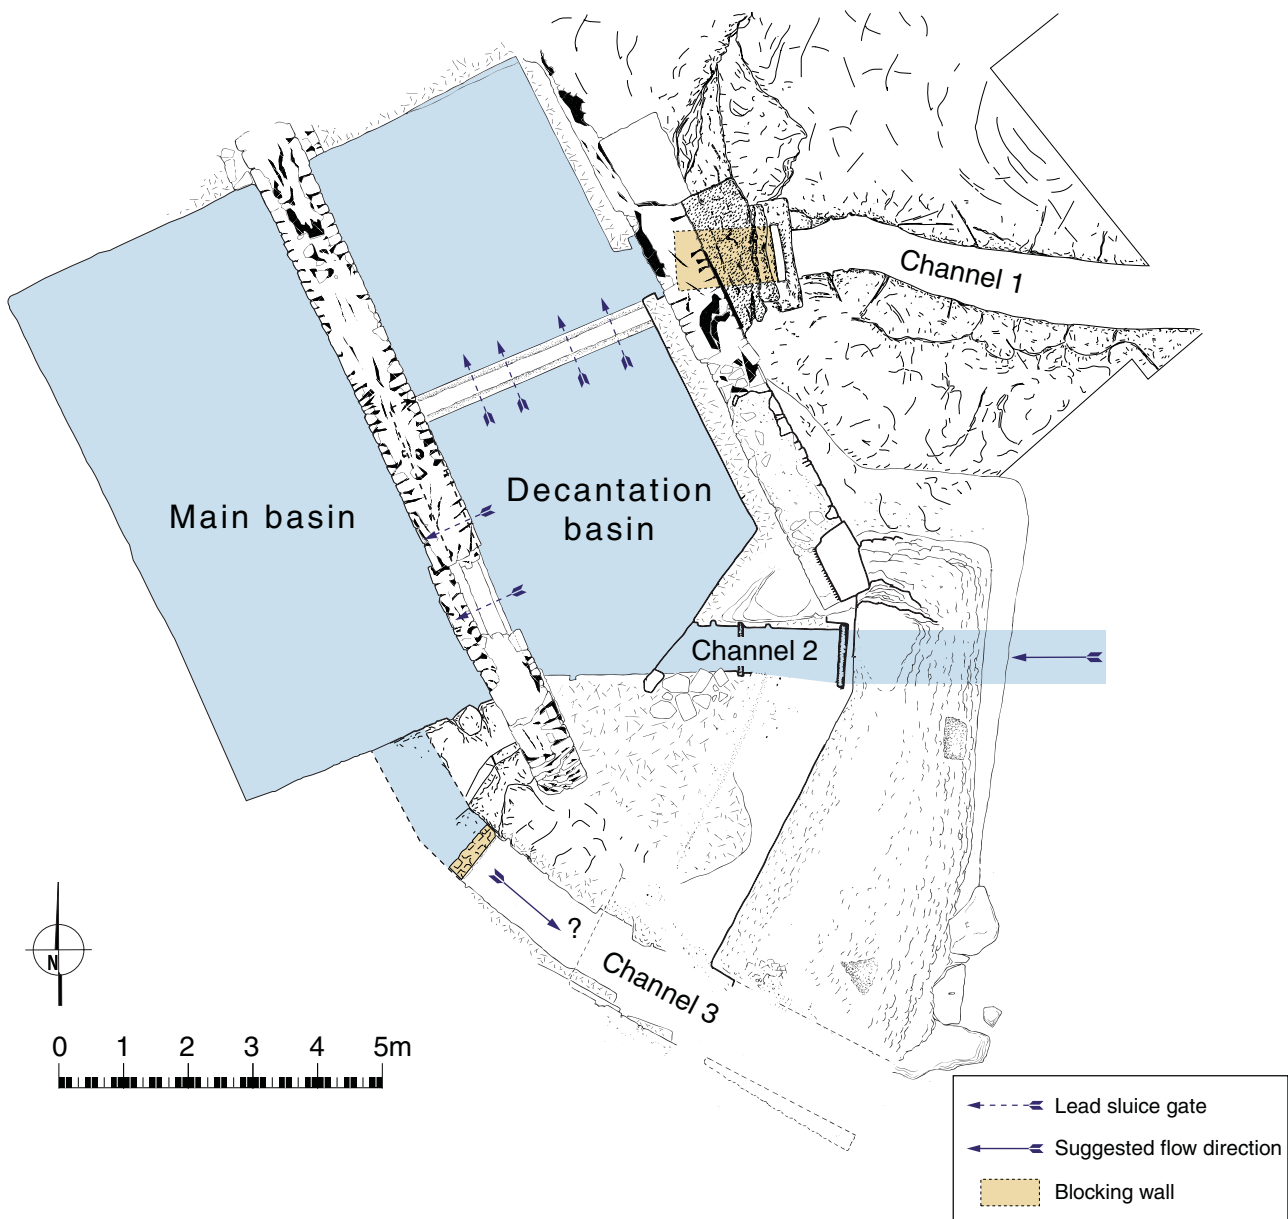 Channel 1
Main basin
Decantation
basin
Channel 2
?
Channel 3
N
0 1 2 3 4 5m
Lead sluice gate
Suggested flow direction
Blocking wall